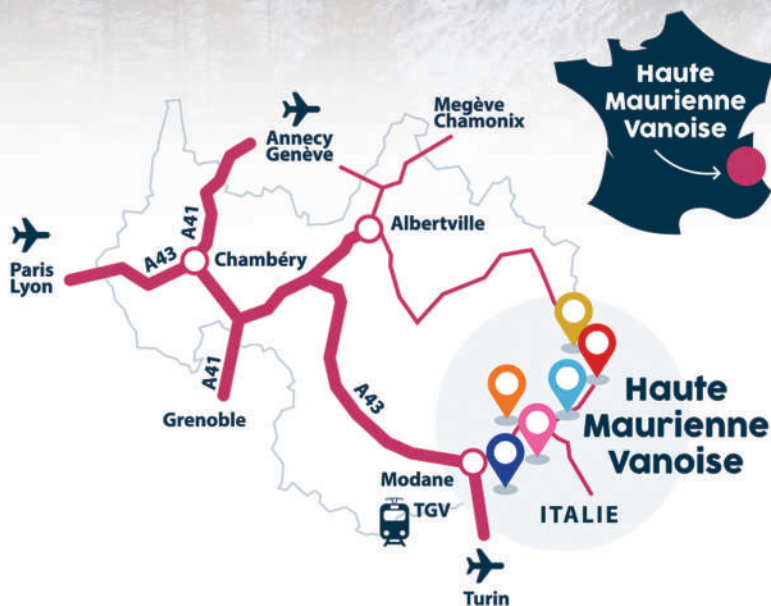 Haute
Maurienne
Vanoise
Megève
Chamonix
Annecy
Genève
A41
Albertville
Paris
Lyon
A43
Chambéry
A41
Grenoble
A43
Haute
Maurienne
Vanoise
Modane
TGV
ITALIE
Turin